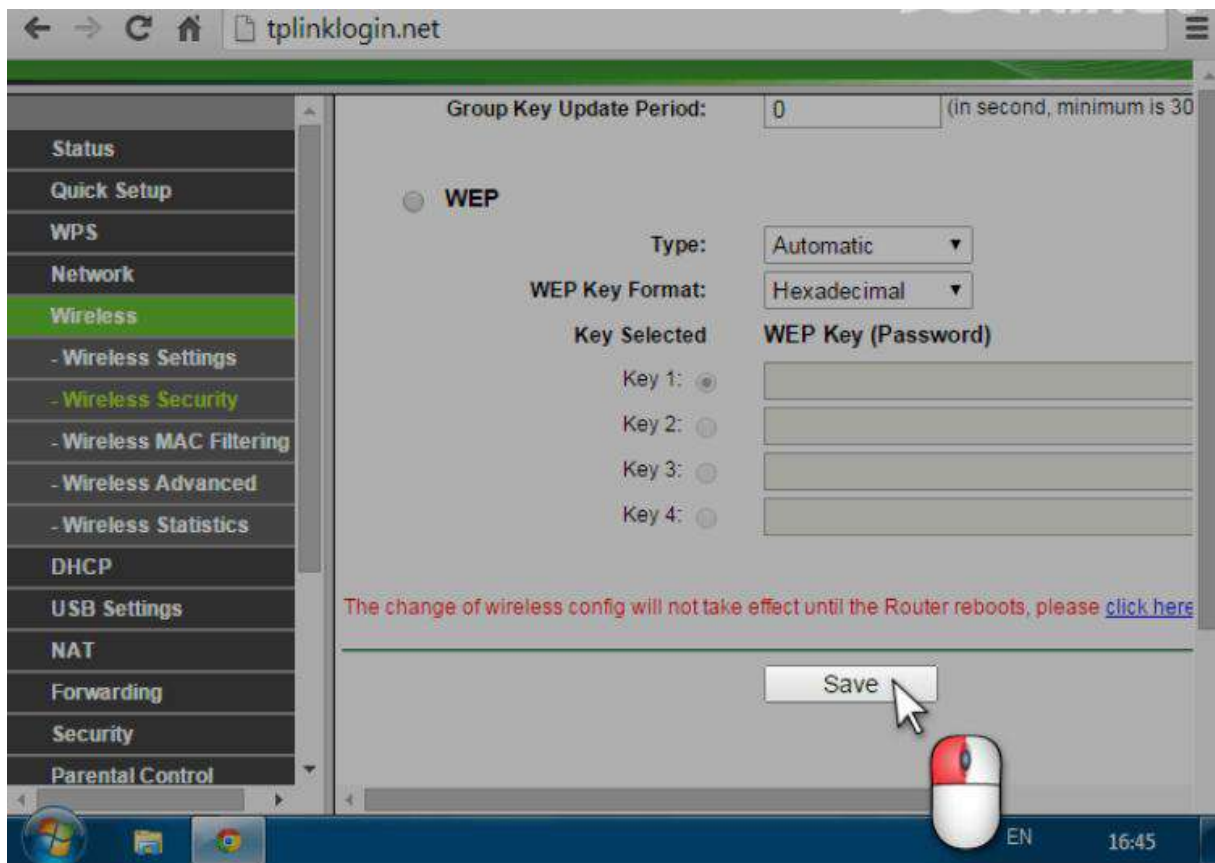 tplinklogin.net
Group Key Update Period: 0 (in second, minimum is 30
Status
Quick Setup
WPS
Network
Wireless
- Wireless Settings
- Wireless Security
- Wireless MAC Filtering
- Wireless Advanced
- Wireless Statistics
DHCP
USB Settings
NAT
Forwarding
Security
Parental Control
WEP
Type: Automatic
WEP Key Format: Hexadecimal
Key Selected WEP Key (Password)
Key 1:
Key 2:
Key 3:
Key 4:
The change of wireless config will not take effect until the Router reboots, please click here
Save
EN 16:45